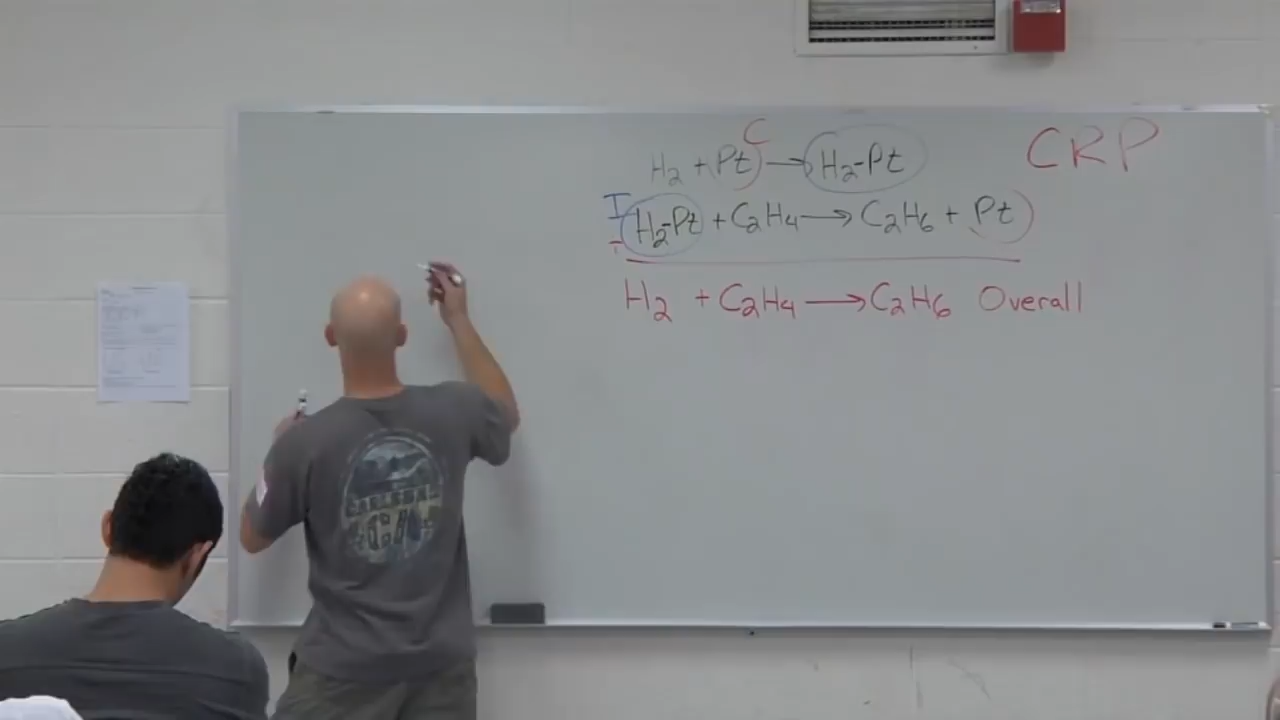 C
H₂ + Pt → H₂-Pt
CRP
I
H₂-Pt + C₂H₄ → C₂H₆ + Pt
H₂ + C₂H₄ → C₂H₆ Overall